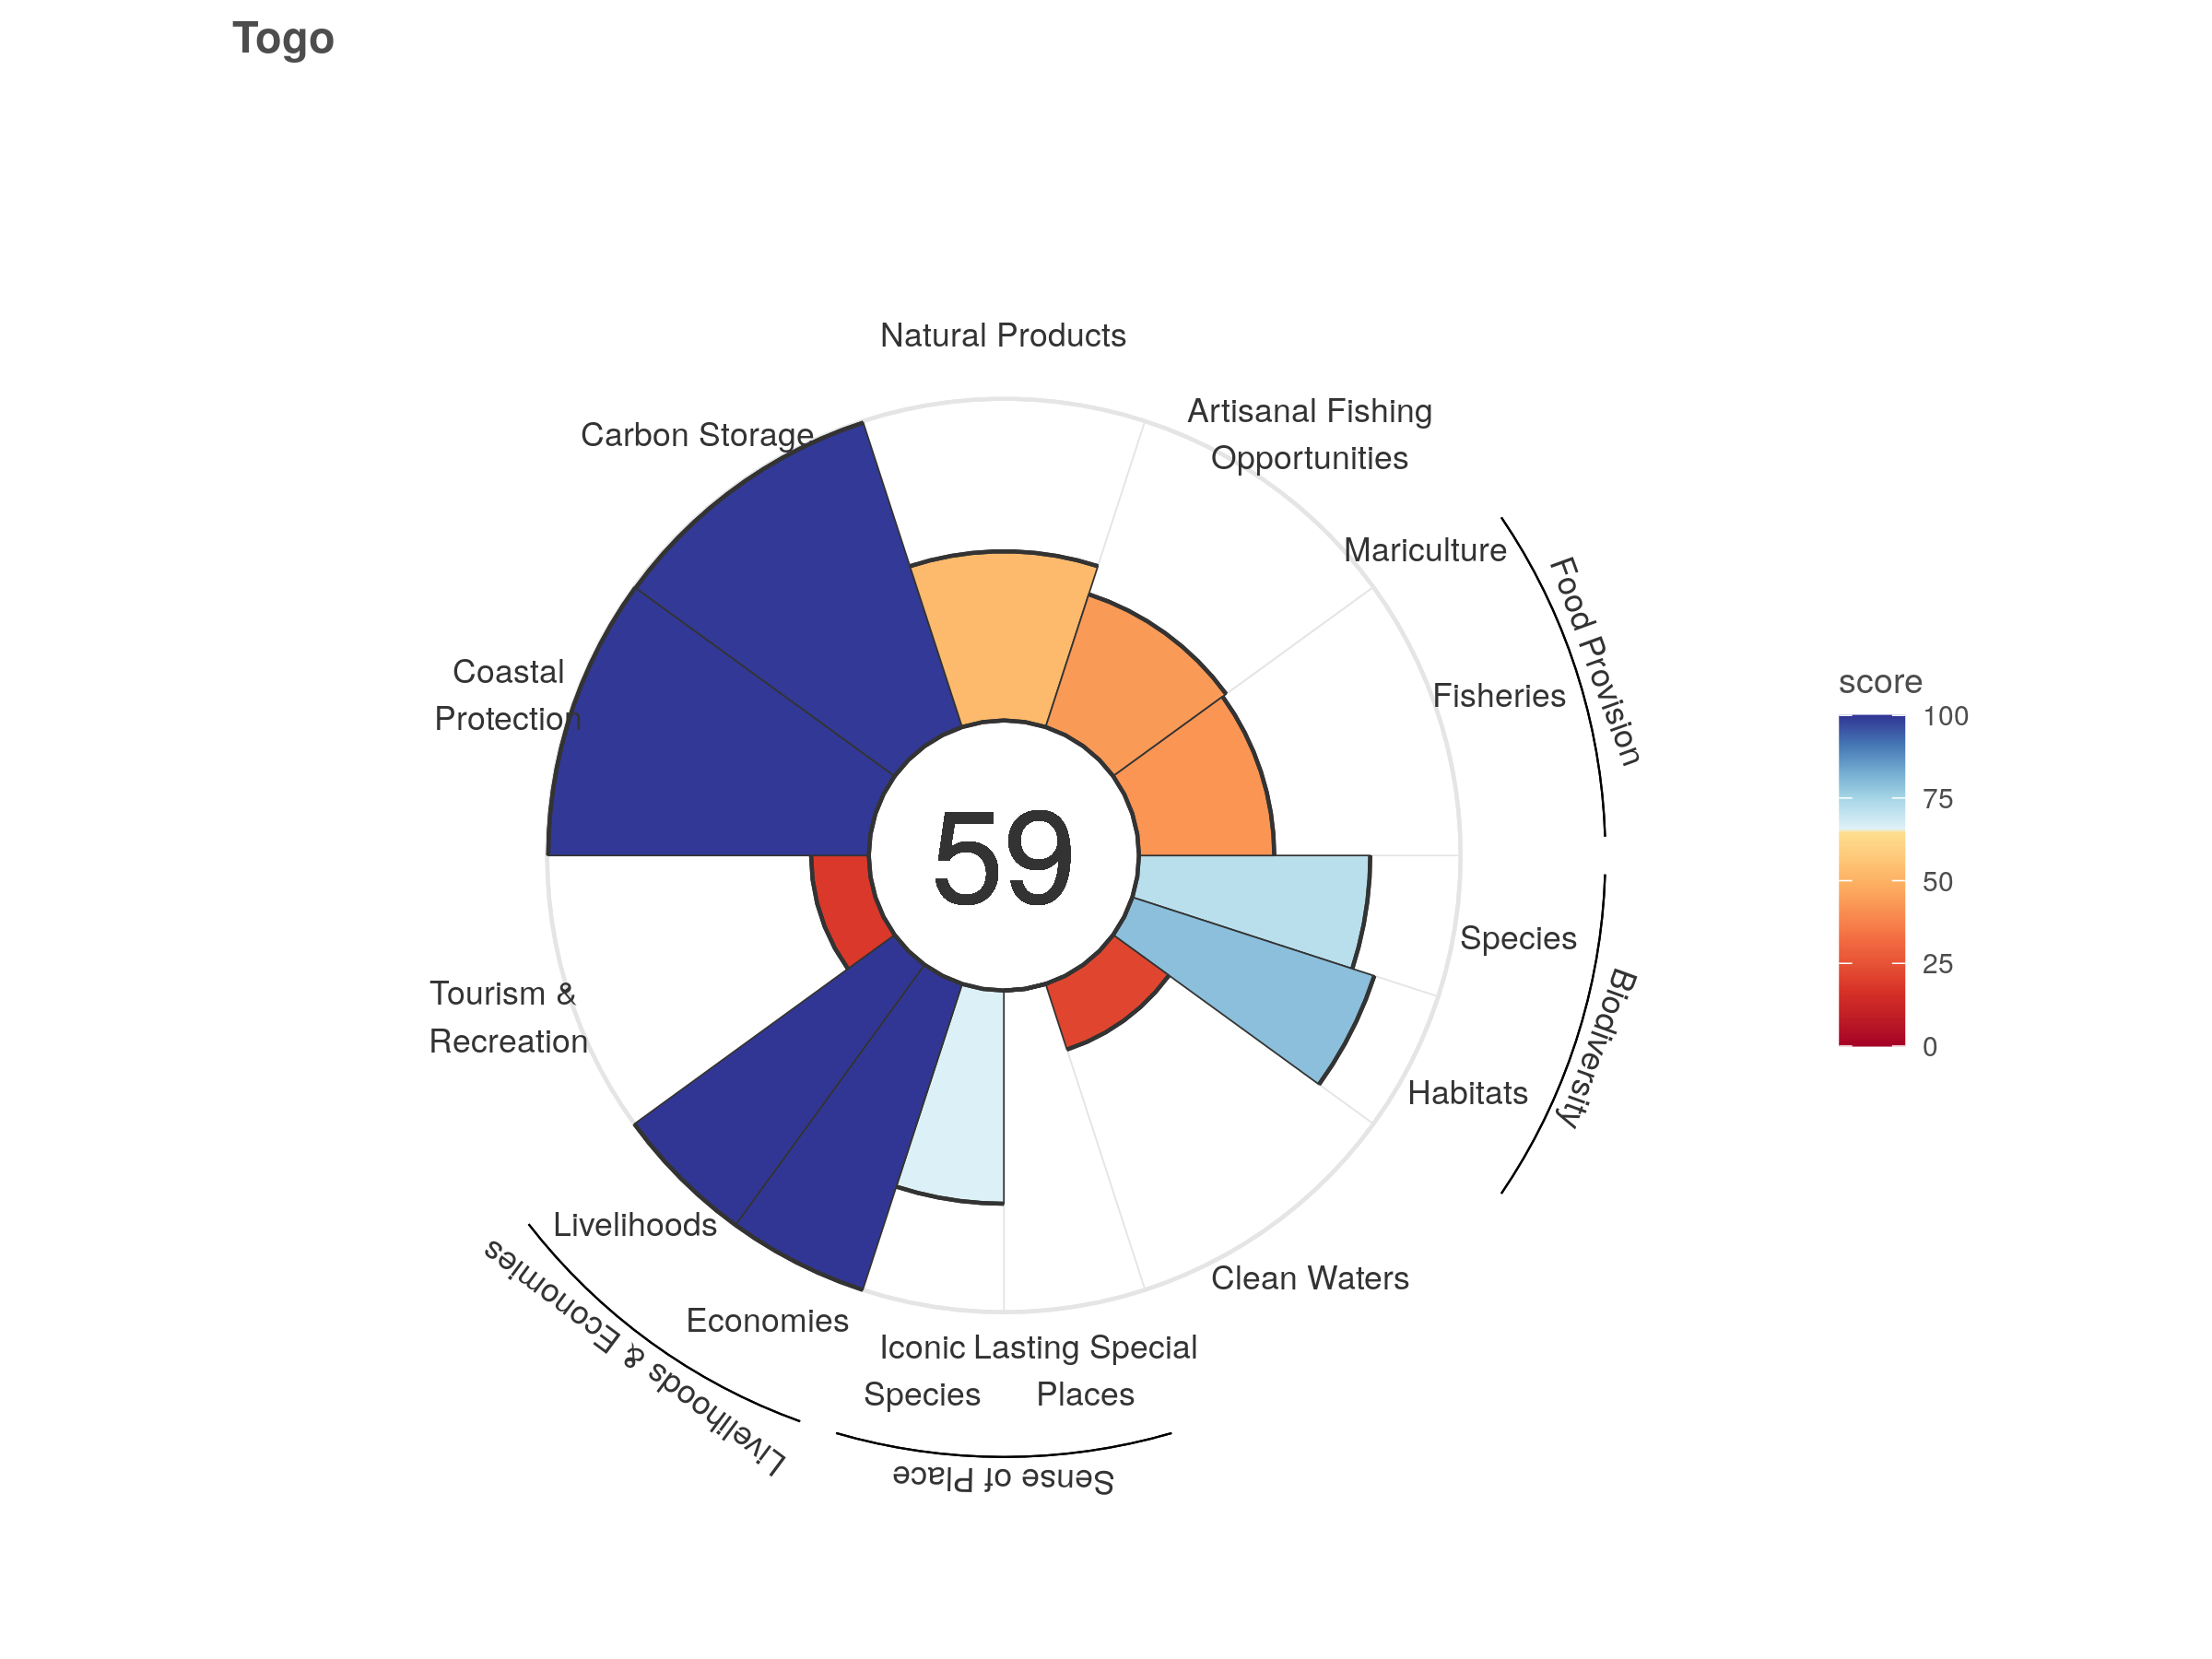 Togo
Natural Products
Artisanal Fishing
Opportunities
Carbon Storage
Mariculture
Food Provision
Fisheries
Coastal
Protection
score
100
75
50
25
0
59
Species
Biodiversity
Habitats
Tourism &
Recreation
Livelihoods
Economies
Livelihoods & Economies
Clean Waters
Iconic
Species
Lasting Special
Places
Sense of Place